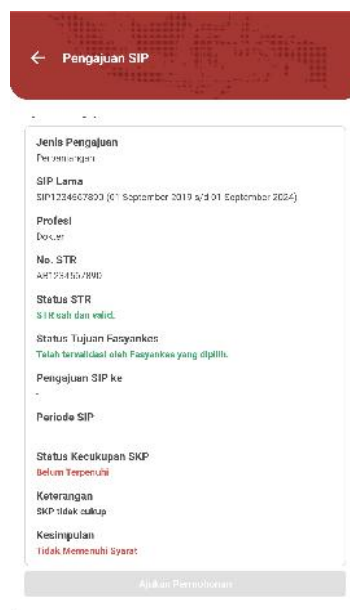 Pengajuan SIP
Jenis Pengajuan
Perpanjangan
SIP Lama
SIP1234567890 (01 September 2019 s/d 01 September 2024)
Profesi
Dokter
No. STR
AB1234567890
Status STR
STR sah dan valid.
Status Tujuan Fasyankes
Telah tervalidasi oleh Fasyankes yang dipilih.
Pengajuan SIP ke
-
Periode SIP
Status Kecukupan SKP
Belum Terpenuhi
Keterangan
SKP tidak cukup
Kesimpulan
Tidak Memenuhi Syarat
Ajukan Permohonan